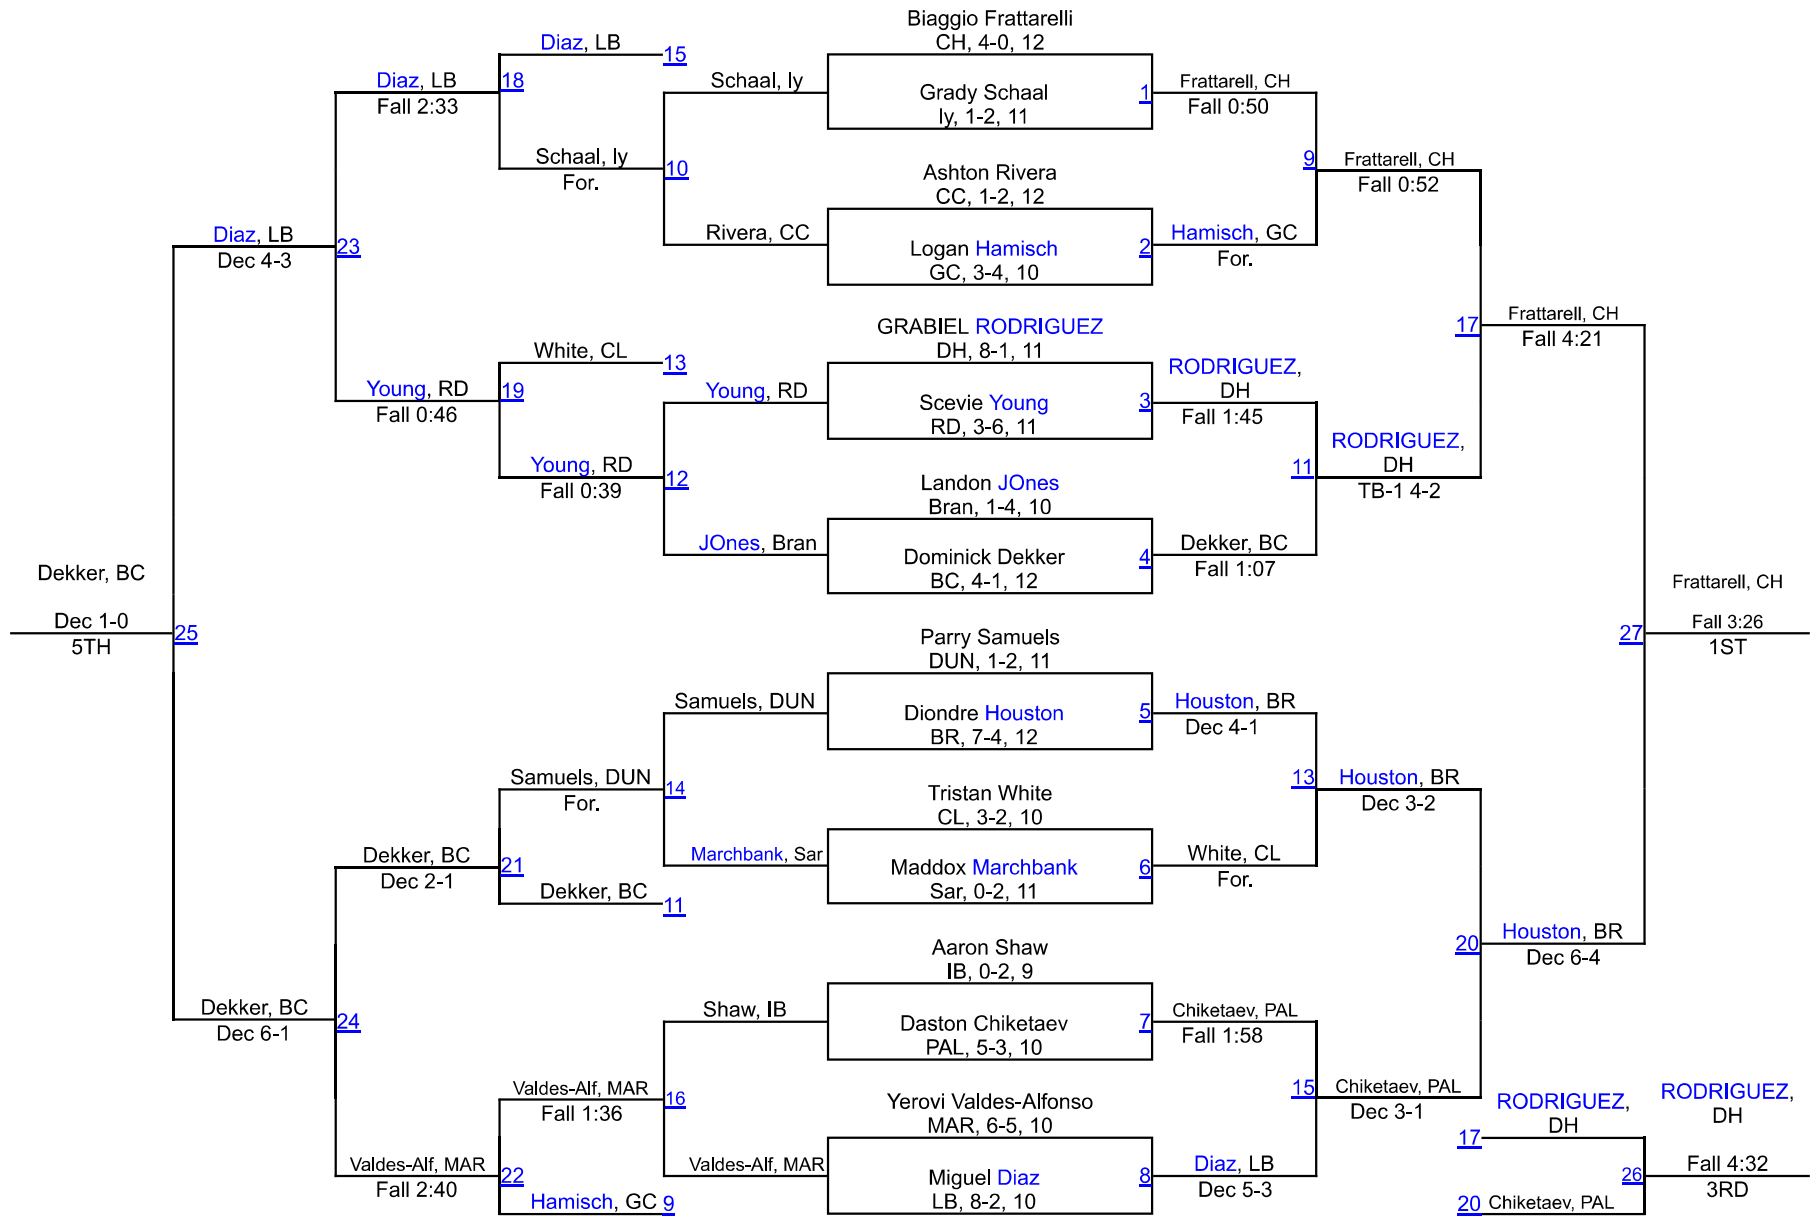 Biaggio Frattarelli
CH, 4-0, 12
Diaz, LB
15
Diaz, LB
18
Fall 2:33
Schaal, Iy
Grady Schaal
Iy, 1-2, 11
1
Frattarell, CH
Fall 0:50
Schaal, Iy
For.
10
Ashton Rivera
CC, 1-2, 12
9
Frattarell, CH
Fall 0:52
Diaz, LB
Dec 4-3
23
Rivera, CC
Logan Hamisch
GC, 3-4, 10
2
Hamisch, GC
For.
GRABIEL RODRIGUEZ
DH, 8-1, 11
17
Frattarell, CH
Fall 4:21
White, CL
13
Young, RD
Fall 0:46
19
Young, RD
Scevie Young
RD, 3-6, 11
3
RODRIGUEZ,
DH
Fall 1:45
Young, RD
Fall 0:39
12
Landon JOnes
Bran, 1-4, 10
11
RODRIGUEZ,
DH
TB-1 4-2
JOnes, Bran
Dominick Dekker
BC, 4-1, 12
4
Dekker, BC
Fall 1:07
Dekker, BC
Dec 1-0
5TH
25
Frattarell, CH
Fall 3:26
1ST
27
Parry Samuels
DUN, 1-2, 11
Samuels, DUN
Diondre Houston
BR, 7-4, 12
5
Houston, BR
Dec 4-1
Samuels, DUN
For.
14
Tristan White
CL, 3-2, 10
13
Houston, BR
Dec 3-2
Dekker, BC
Dec 2-1
21
Marchbank, Sar
Maddox Marchbank
Sar, 0-2, 11
6
White, CL
For.
Dekker, BC
11
Aaron Shaw
IB, 0-2, 9
20
Houston, BR
Dec 6-4
Dekker, BC
Dec 6-1
24
Shaw, IB
Daston Chiketaev
PAL, 5-3, 10
7
Chiketaev, PAL
Fall 1:58
Valdes-Alf, MAR
Fall 1:36
16
Yerovi Valdes-Alfonso
MAR, 6-5, 10
15
Chiketaev, PAL
Dec 3-1
Valdes-Alf, MAR
Fall 2:40
22
Valdes-Alf, MAR
Miguel Diaz
LB, 8-2, 10
8
Diaz, LB
Dec 5-3
Hamisch, GC
9
RODRIGUEZ,
DH
17
RODRIGUEZ,
DH
Fall 4:32
3RD
26
20
Chiketaev, PAL